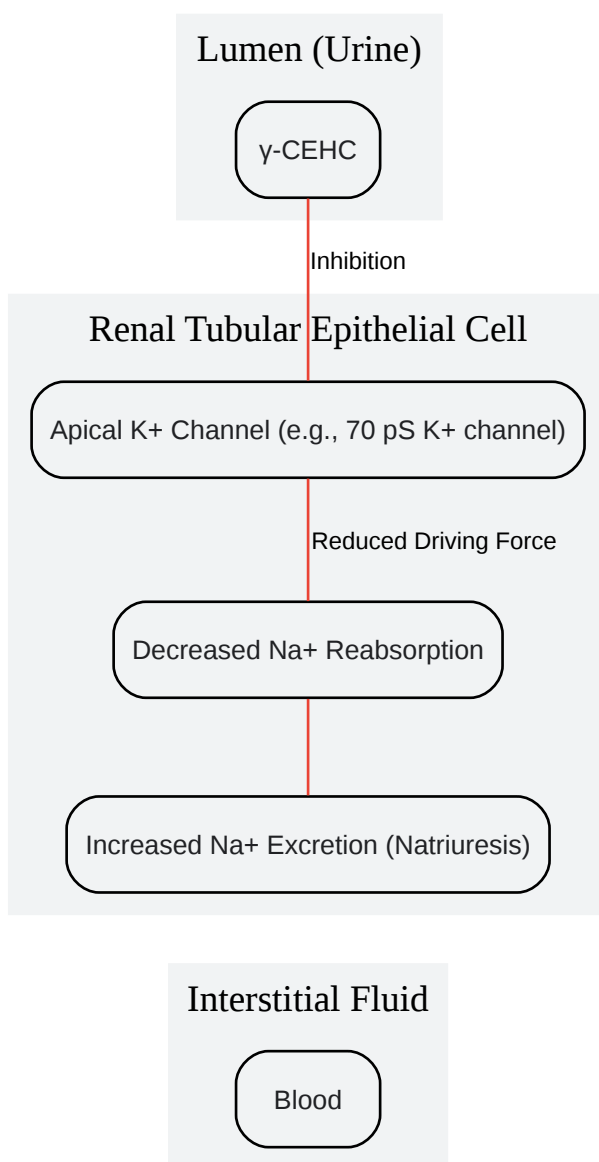 Lumen (Urine)
γ-CEHC
Inhibition
Renal Tubular Epithelial Cell
Apical K+ Channel (e.g., 70 pS K+ channel)
Reduced Driving Force
Decreased Na+ Reabsorption
Increased Na+ Excretion (Natriuresis)
Interstitial Fluid
Blood